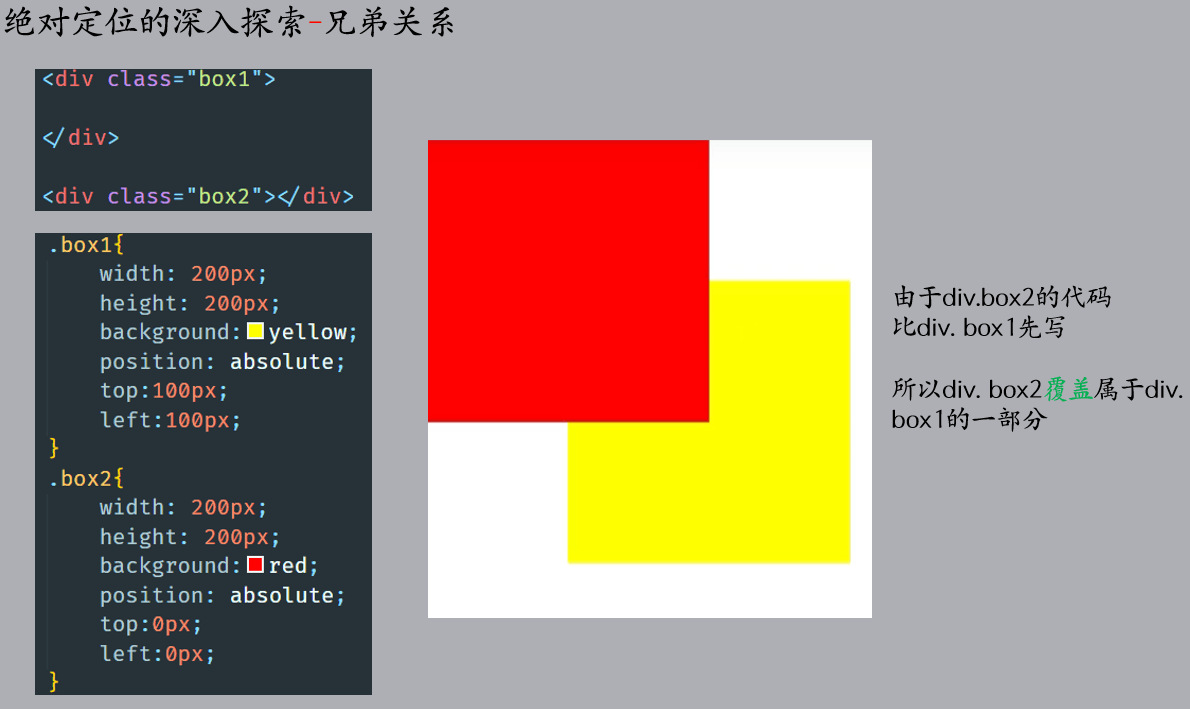 绝对定位的深入探索-兄弟关系
<div class="box1">
</div>
<div class="box2"></div>
.box1{
width: 200px;
height: 200px;
background:yellow;
position: absolute;
top:100px;
left:100px;
}
.box2{
width: 200px;
height: 200px;
background:red;
position: absolute;
top:0px;
left:0px;
}
由于div.box2的代码
比div. box1先写
所以div. box2覆盖属于div.
box1的一部分